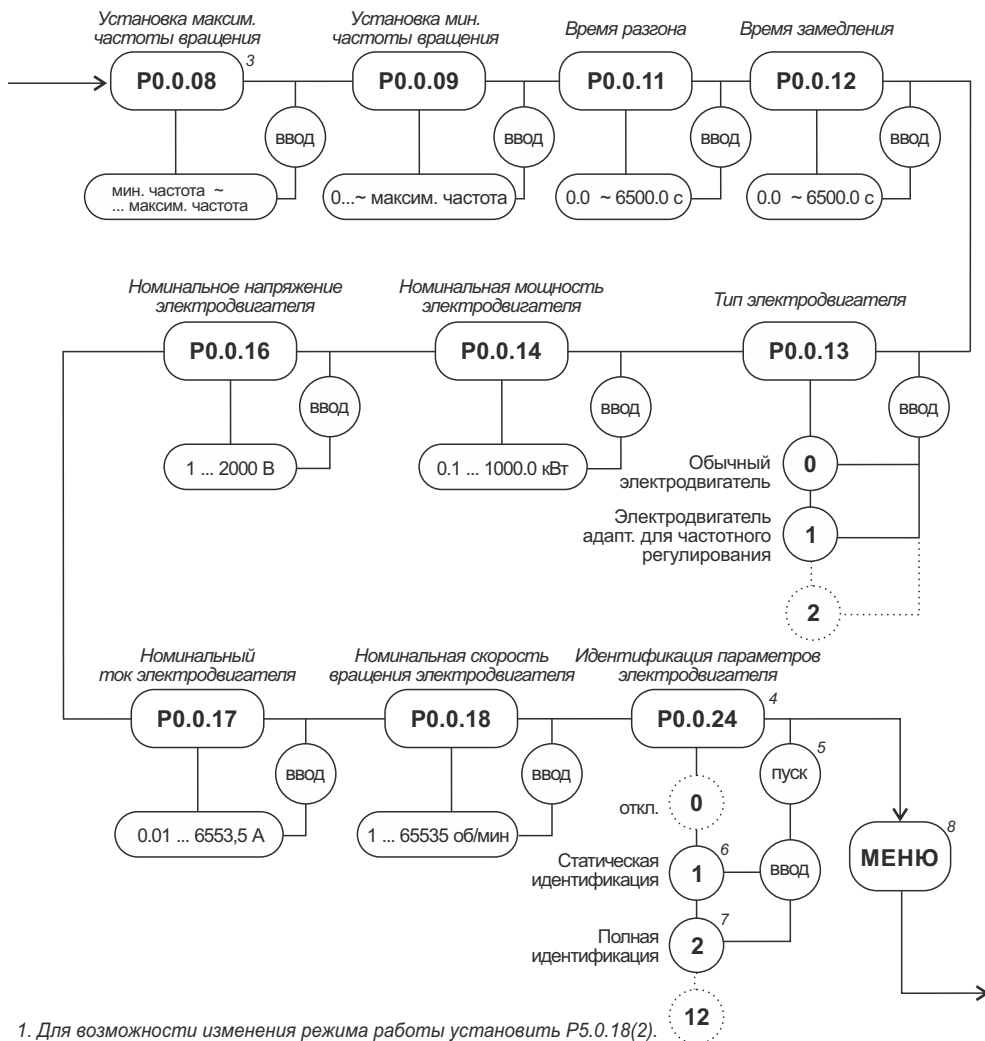 Установка максим.
частоты вращения
Установка мин.
частоты вращения
Время разгона
Время замедления
P0.0.08
3
P0.0.09
P0.0.11
P0.0.12
ВВОД
ВВОД
ВВОД
ВВОД
мин. частота ~
... максим. частота
0...~ максим. частота
0.0 ~ 6500.0 с
0.0 ~ 6500.0 с
Номинальное напряжение
электродвигателя
Номинальная мощность
электродвигателя
Тип электродвигателя
P0.0.16
P0.0.14
P0.0.13
ВВОД
ВВОД
ВВОД
1 ... 2000 В
0.1 ... 1000.0 кВт
Обычный
электродвигатель
0
Электродвигатель
адапт. для частотного
регулирования
1
2
Номинальный
ток электродвигателя
Номинальная скорость
вращения электродвигателя
Идентификация параметров
электродвигателя
P0.0.17
P0.0.18
P0.0.24
4
ВВОД
ВВОД
ПУСК
5
0.01 ... 6553,5 А
1 ... 65535 об/мин
откл.
0
Статическая
идентификация
1
6
ВВОД
МЕНЮ
8
Полная
идентификация
2
7
12
1. Для возможности изменения режима работы установить P5.0.18(2).